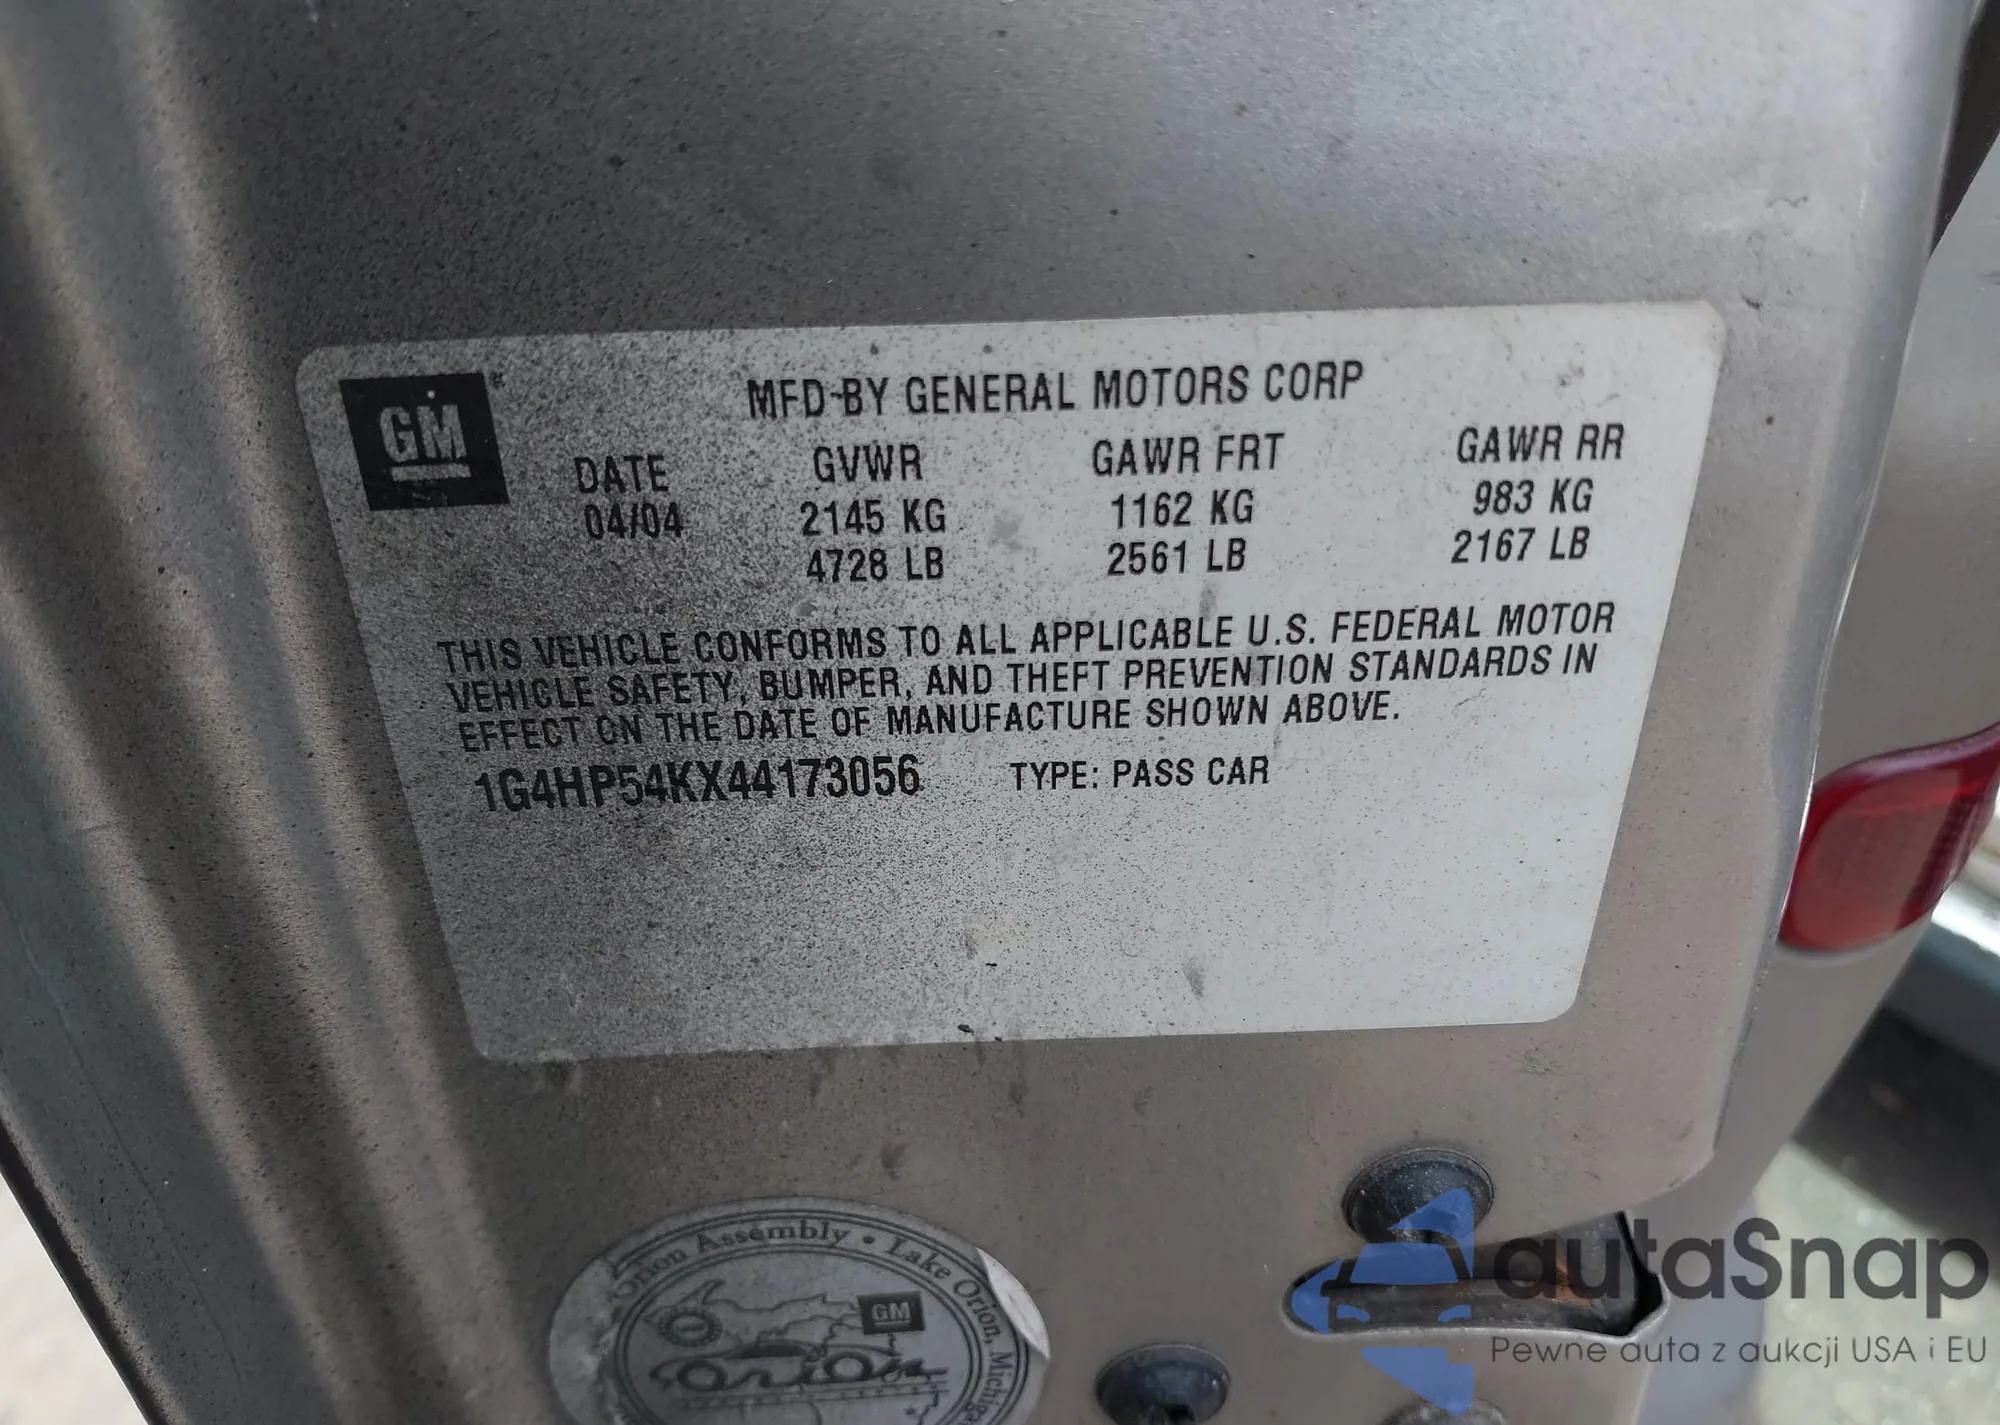 GM
MFD BY GENERAL MOTORS CORP
DATE GVWR GAWR FRT GAWR RR
04/04 2145 KG 1162 KG 983 KG
4728 LB 2561 LB 2167 LB
THIS VEHICLE CONFORMS TO ALL APPLICABLE U.S. FEDERAL MOTOR
VEHICLE SAFETY, BUMPER, AND THEFT PREVENTION STANDARDS IN
EFFECT ON THE DATE OF MANUFACTURE SHOWN ABOVE.
1G4HP54KX44173056 TYPE: PASS CAR
Orion Assembly • Lake Orion, Michigan
GM
Orion
autaSnap
Pewne auta z aukcji USA i EU